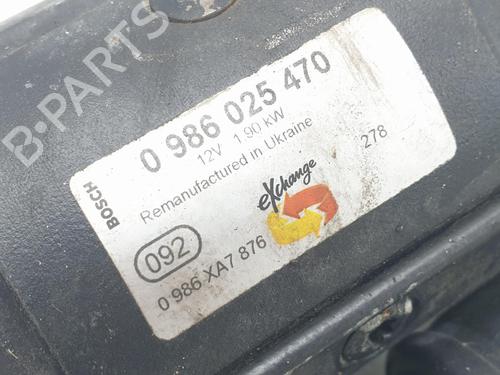 B-PARTS
BOSCH
0 986 025 470
12V 1.90 kW
Remanufactured in Ukraine
278
eXchange
092
0 986 XA7 876